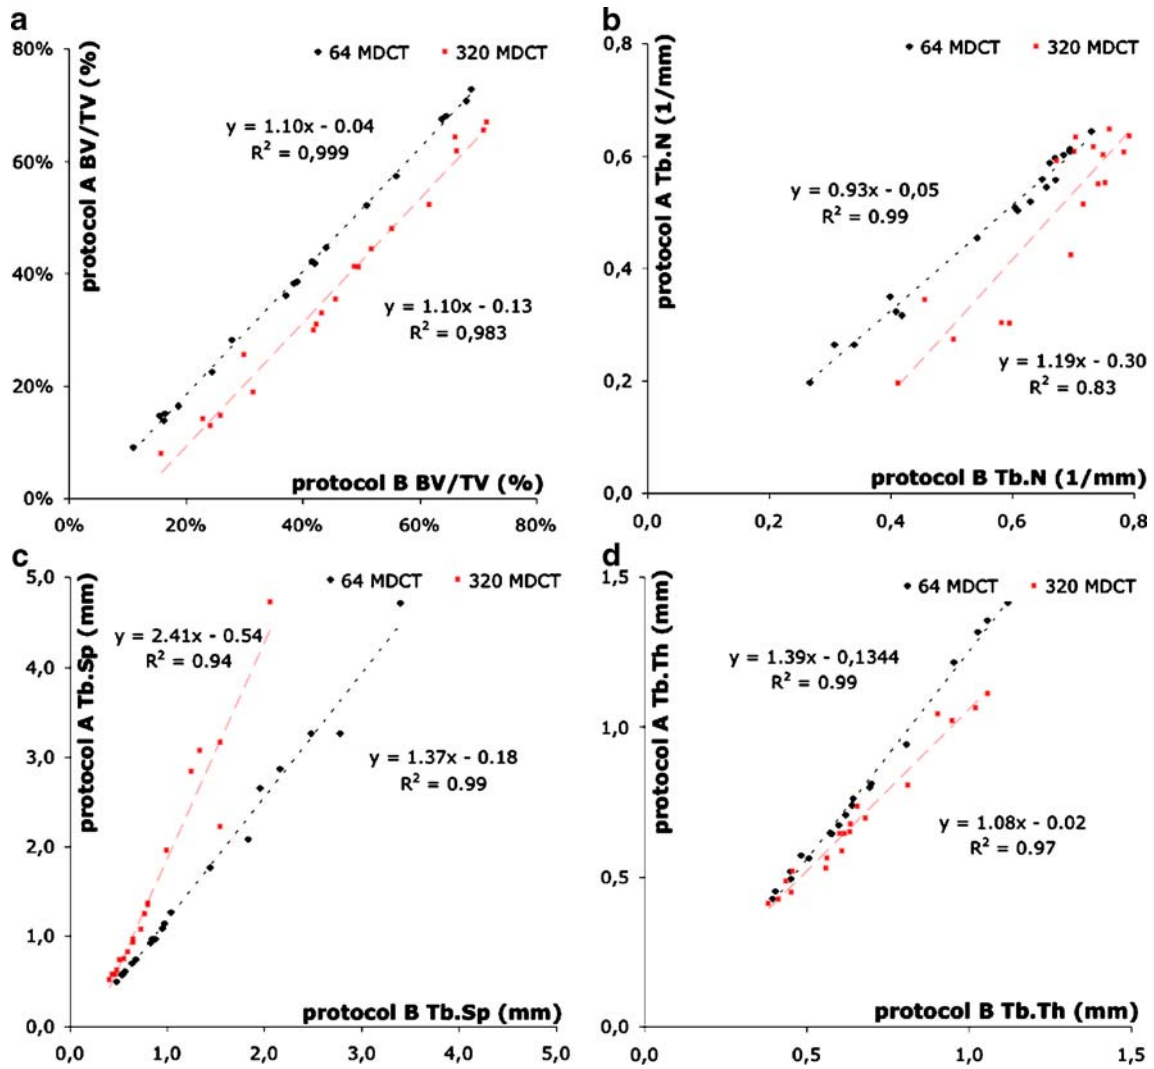 a
64 MDCT 320 MDCT
protocol A BV/TV (%)
80%
60%
40%
20%
0%
y = 1.10x - 0.04
R² = 0,999
y = 1.10x - 0.13
R² = 0,983
protocol B BV/TV (%)
0% 20% 40% 60% 80%
b
64 MDCT 320 MDCT
protocol A Tb.N (1/mm)
0,8
0,6
0,4
0,2
0,0
y = 0.93x - 0,05
R² = 0.99
y = 1.19x - 0.30
R² = 0.83
protocol B Tb.N (1/mm)
0,0 0,2 0,4 0,6 0,8
c
64 MDCT 320 MDCT
protocol A Tb.Sp (mm)
5,0
4,0
3,0
2,0
1,0
0,0
y = 2.41x - 0.54
R² = 0.94
y = 1.37x - 0.18
R² = 0.99
protocol B Tb.Sp (mm)
0,0 1,0 2,0 3,0 4,0 5,0
d
64 MDCT 320 MDCT
protocol A Tb.Th (mm)
1,5
1,0
0,5
0,0
y = 1.39x - 0,1344
R² = 0.99
y = 1.08x - 0.02
R² = 0.97
protocol B Tb.Th (mm)
0,0 0,5 1,0 1,5